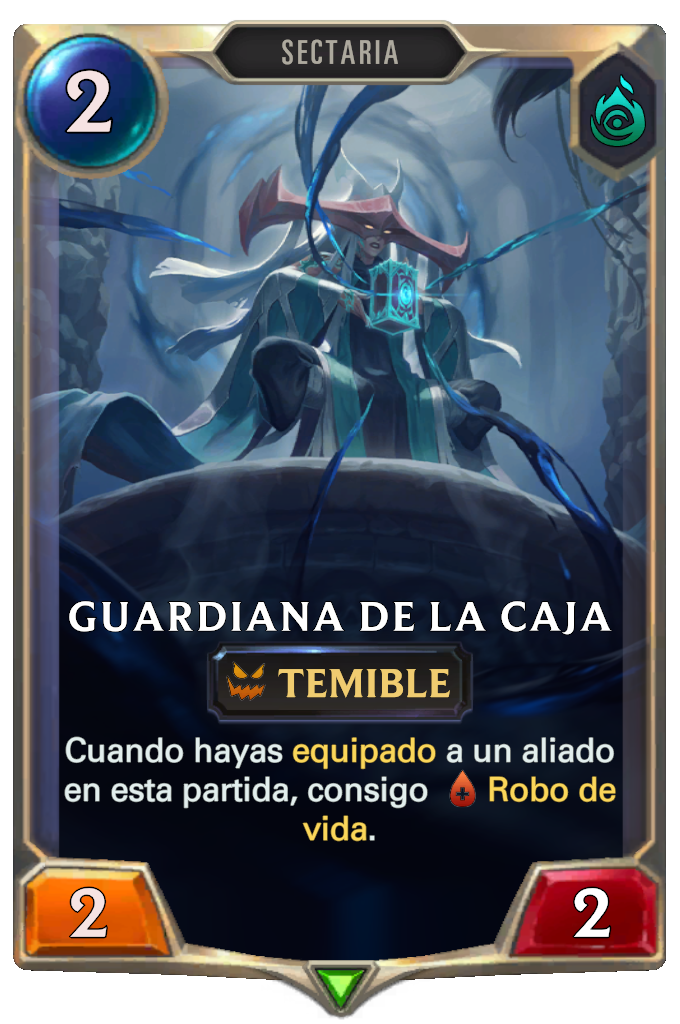 SECTARIA
2
GUARDIANA DE LA CAJA
TEMIBLE
Cuando hayas equipado a un aliado
en esta partida, consigo Robo de
vida.
2
2